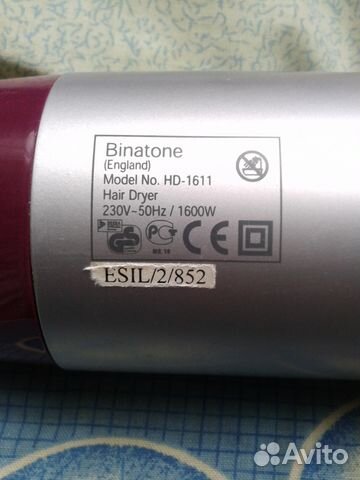 Binatone
(England)
Model No. HD-1611
Hair Dryer
230V~50Hz / 1600W
ESIL/2/852
Avito